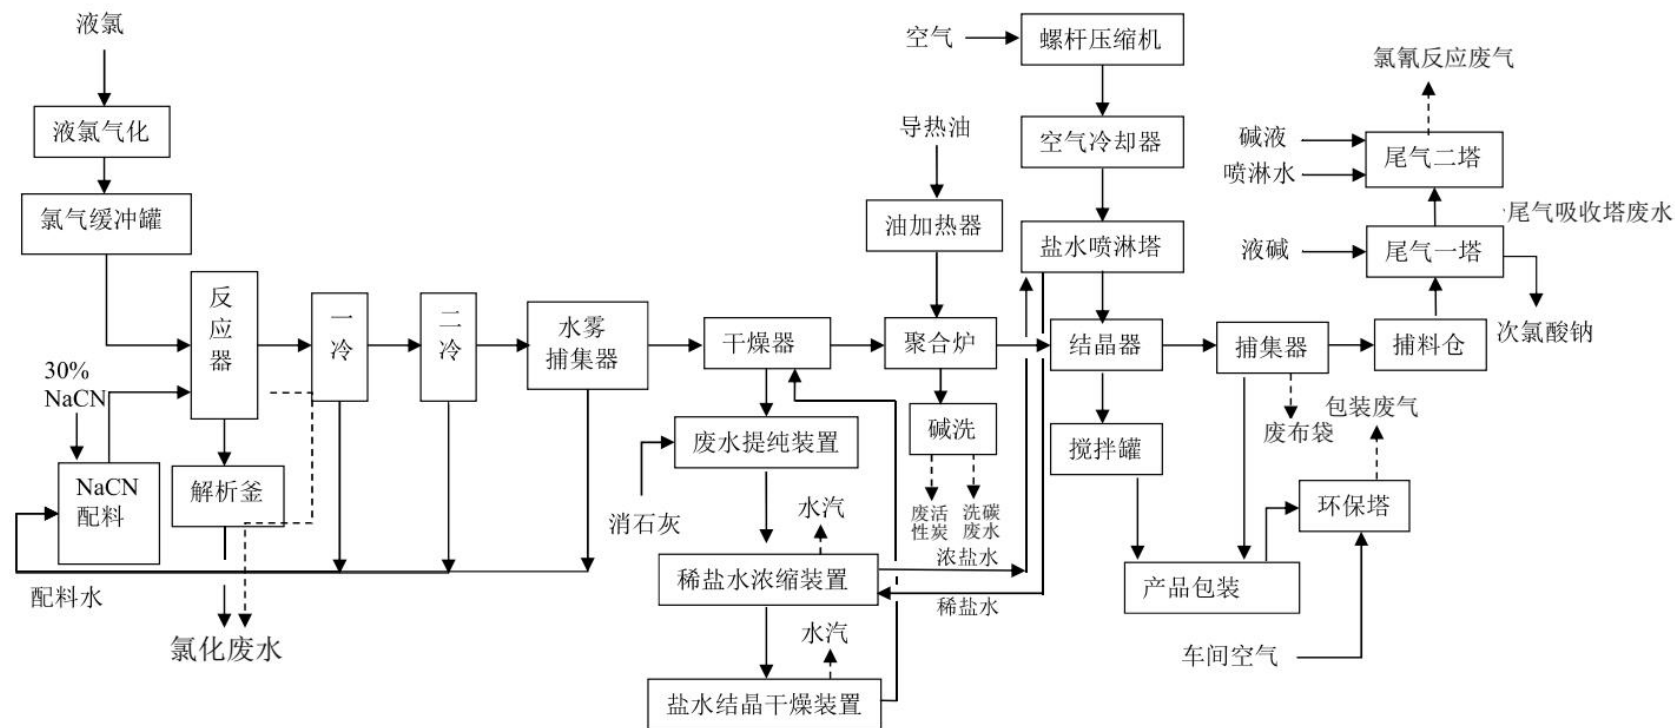 液氯
空气
螺杆压缩机
氯氰反应废气
液氯气化
导热油
空气冷却器
碱液
喷淋水
尾气二塔
氯气缓冲罐
油加热器
盐水喷淋塔
尾气吸收塔废水
液碱
尾气一塔
反
应
器
一
冷
二
冷
水雾
捕集器
干燥器
聚合炉
结晶器
捕集器
捕料仓
次氯酸钠
30%
NaCN
碱洗
废布袋
包装废气
废水提纯装置
搅拌罐
NaCN
配料
解析釜
消石灰
水汽
废活
性炭
洗碳
废水
环保塔
浓盐水
稀盐水浓缩装置
产品包装
配料水
稀盐水
氯化废水
水汽
车间空气
盐水结晶干燥装置